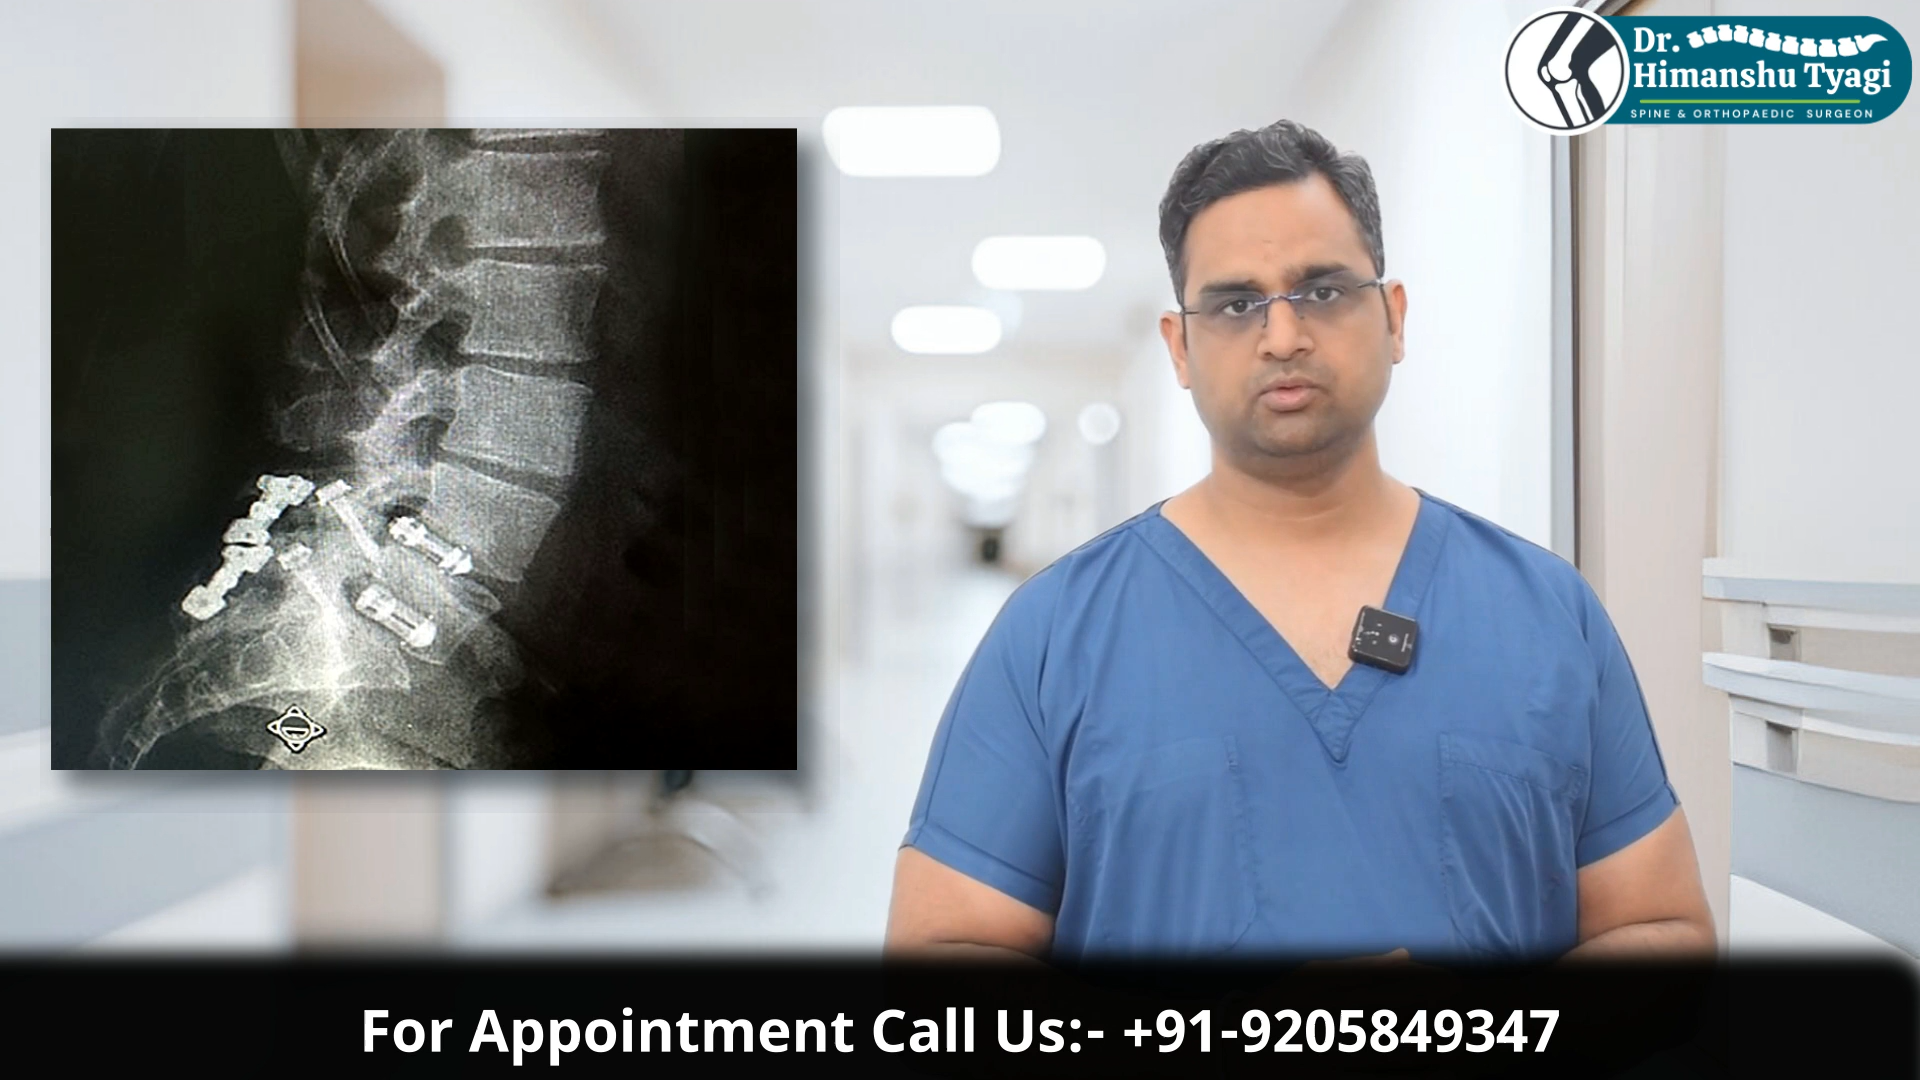 Dr.
Himanshu Tyagi
SPINE & ORTHOPAEDIC SURGEON
For Appointment Call Us:- +91-9205849347